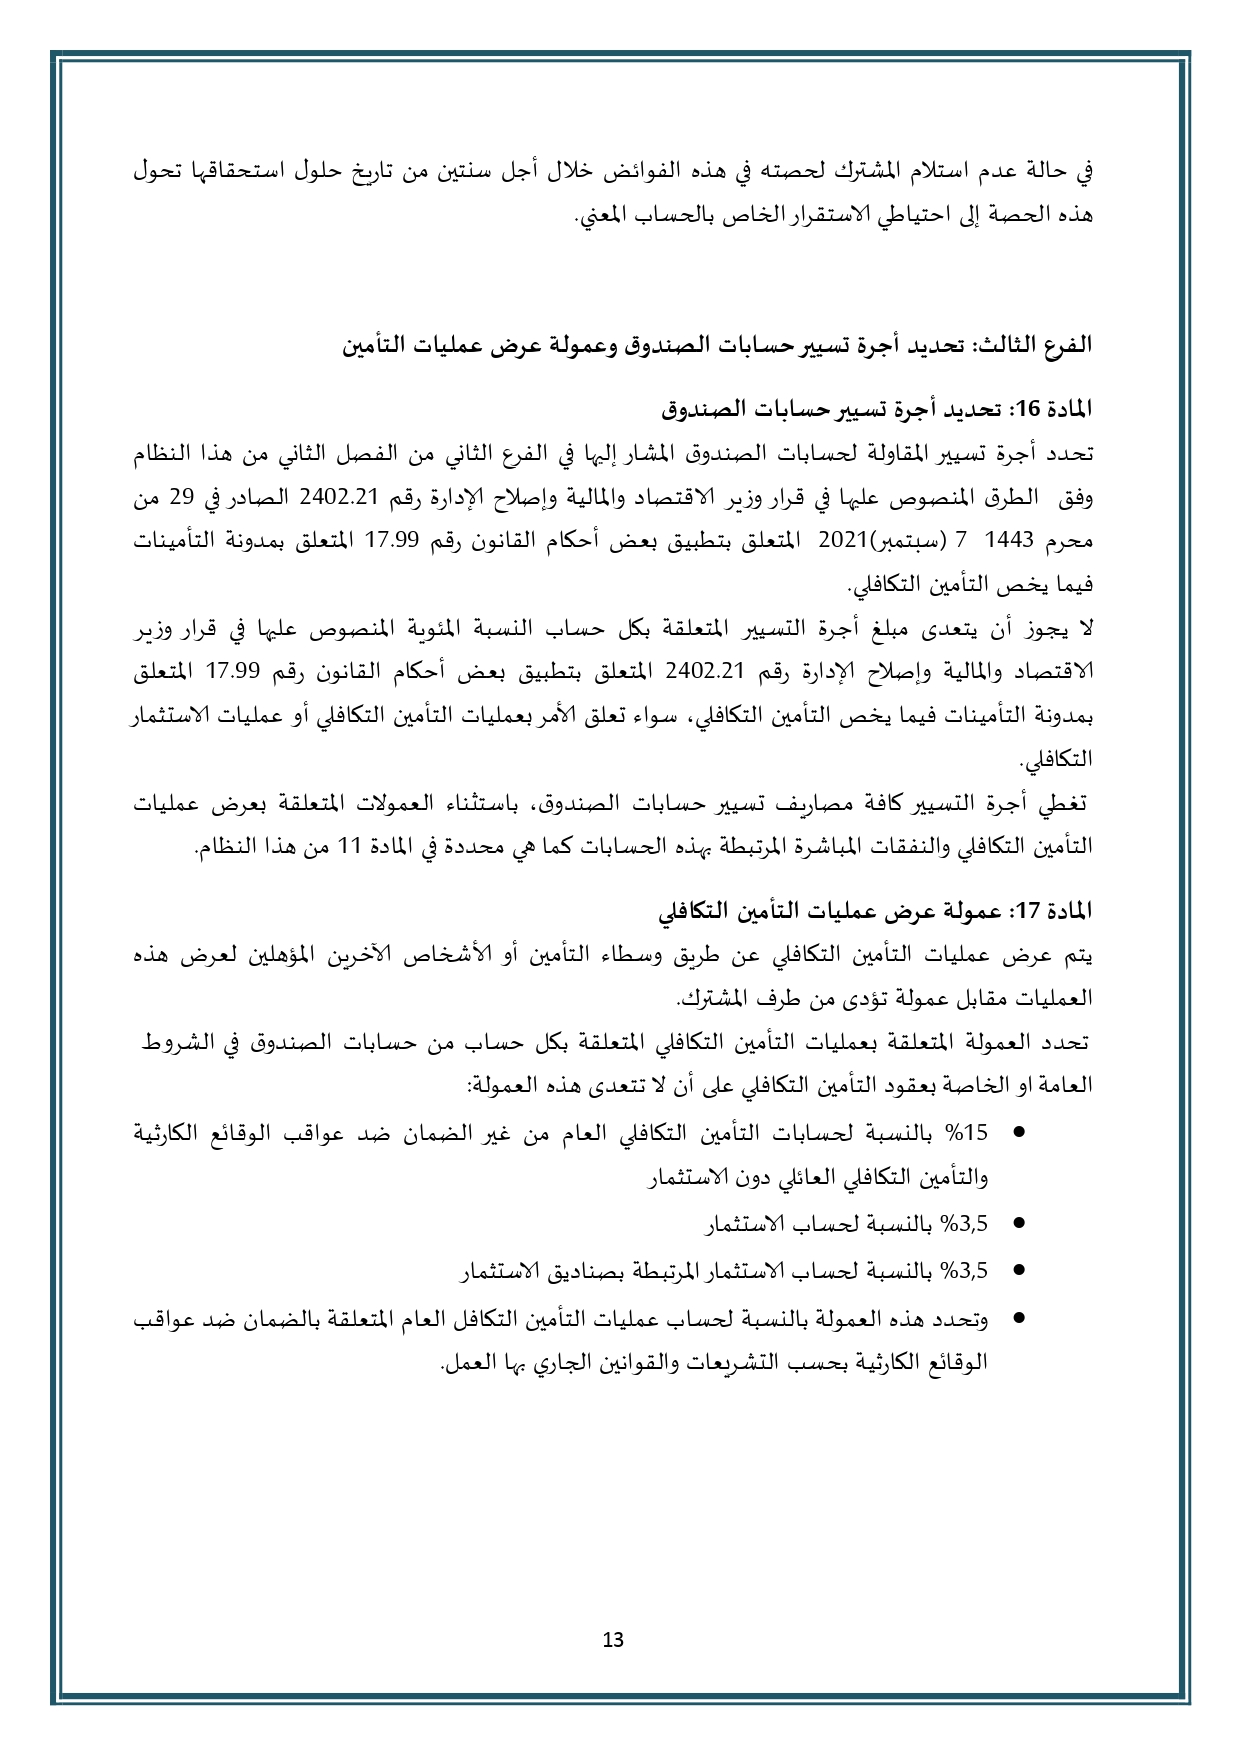 في حالة عدم استلام المشترك لحصته في هذه الفوائض خلال أجل سنتين من تاريخ حلول استحقاقها تحول
هذه الحصة إلى احتياطي الاستقرار الخاص بالحساب المعني.
الفرع الثالث: تحديد أجرة تسيير حسابات الصندوق وعمولة عرض عمليات التأمين
المادة 16: تحديد أجرة تسيير حسابات الصندوق
تحدد أجرة تسيير المقاولة لحسابات الصندوق المشار إليها في الفرع الثاني من الفصل الثاني من هذا النظام
وفق الطرق المنصوص عليها في قرار وزير الاقتصاد والمالية وإصلاح الإدارة رقم 2402.21 الصادر في 29 من
محرم 1443 7 (سبتمبر)2021 المتعلق بتطبيق بعض أحكام القانون رقم 17.99 المتعلق بمدونة التأمينات
فيما يخص التأمين التكافلي.
لا يجوز أن يتعدى مبلغ أجرة التسيير المتعلقة بكل حساب النسبة المئوية المنصوص عليها في قرار وزير
الاقتصاد والمالية وإصلاح الإدارة رقم 2402.21 المتعلق بتطبيق بعض أحكام القانون رقم 17.99 المتعلق
بمدونة التأمينات فيما يخص التأمين التكافلي، سواء تعلق الأمر بعمليات التأمين التكافلي أو عمليات الاستثمار
التكافلي.
تغطي أجرة التسيير كافة مصاريف تسيير حسابات الصندوق، باستثناء العمولات المتعلقة بعرض عمليات
التأمين التكافلي والنفقات المباشرة المرتبطة بهذه الحسابات كما هي محددة في المادة 11 من هذا النظام.
المادة 17: عمولة عرض عمليات التأمين التكافلي
يتم عرض عمليات التأمين التكافلي عن طريق وسطاء التأمين أو الأشخاص الآخرين المؤهلين لعرض هذه
العمليات مقابل عمولة تؤدى من طرف المشترك.
تحدد العمولة المتعلقة بعمليات التأمين التكافلي المتعلقة بكل حساب من حسابات الصندوق في الشروط
العامة او الخاصة بعقود التأمين التكافلي على أن لا تتعدى هذه العمولة:
● 15% بالنسبة لحسابات التأمين التكافلي العام من غير الضمان ضد عواقب الوقائع الكارثية
والتأمين التكافلي العائلي دون الاستثمار
● 3,5% بالنسبة لحساب الاستثمار
● 3,5% بالنسبة لحساب الاستثمار المرتبطة بصناديق الاستثمار
● وتحدد هذه العمولة بالنسبة لحساب عمليات التأمين التكافل العام المتعلقة بالضمان ضد عواقب
الوقائع الكارثية بحسب التشريعات والقوانين الجاري بها العمل.
13